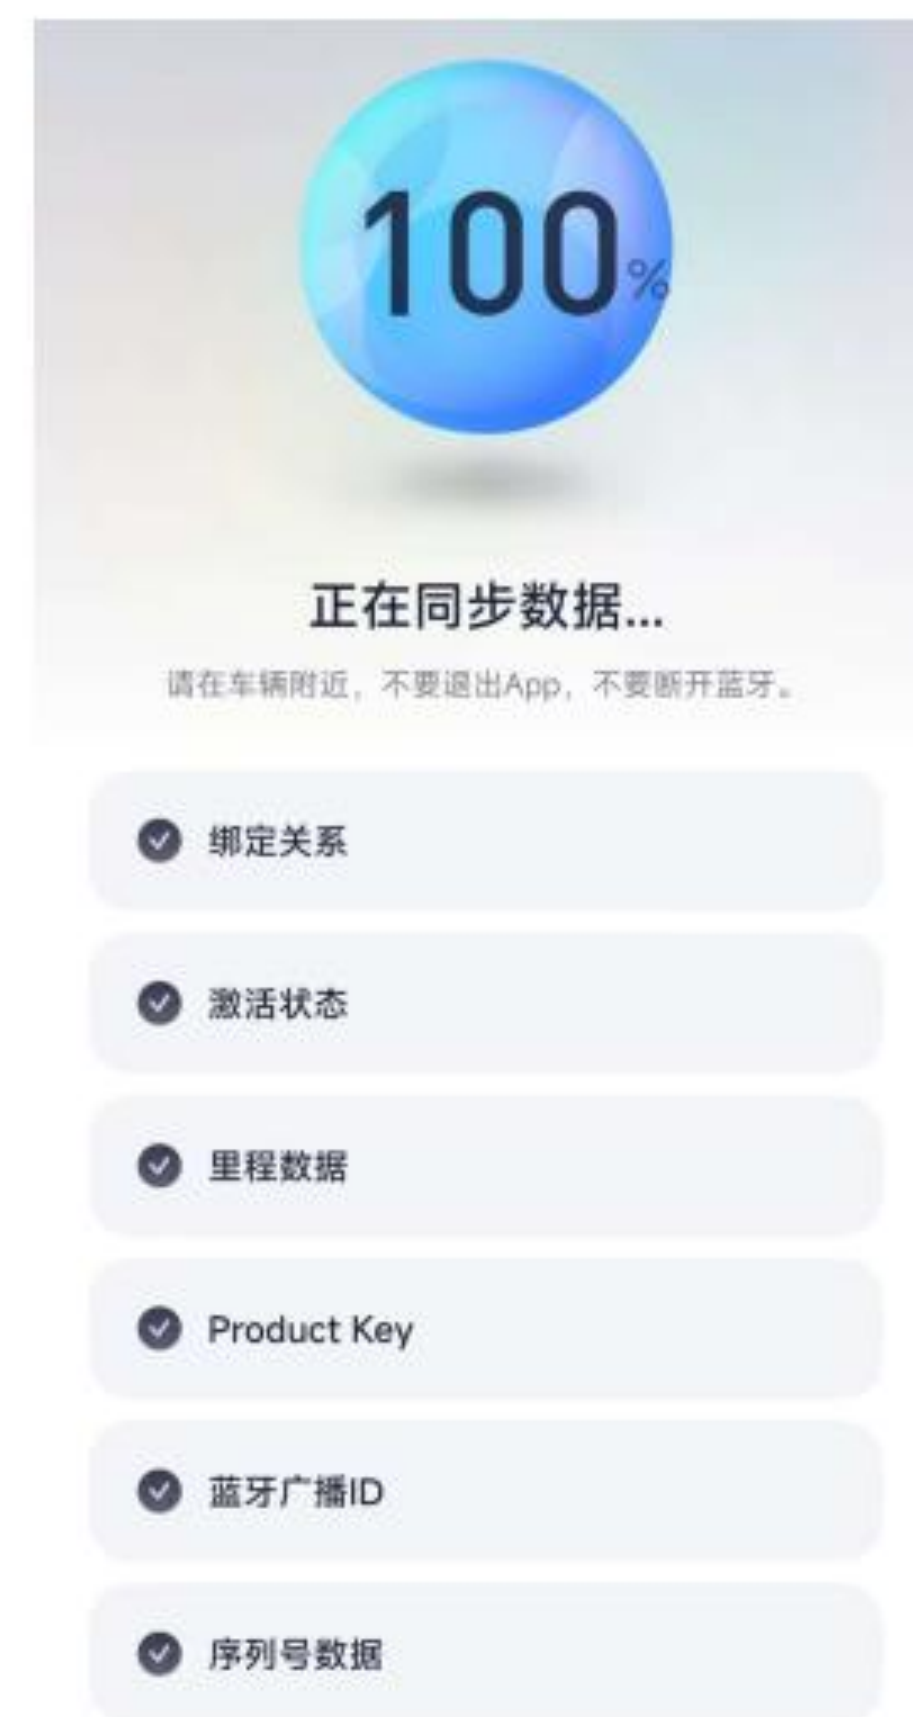 100%
正在同步数据...
请在车辆附近，不要退出App，不要断开蓝牙。
绑定关系
激活状态
里程数据
Product Key
蓝牙广播ID
序列号数据